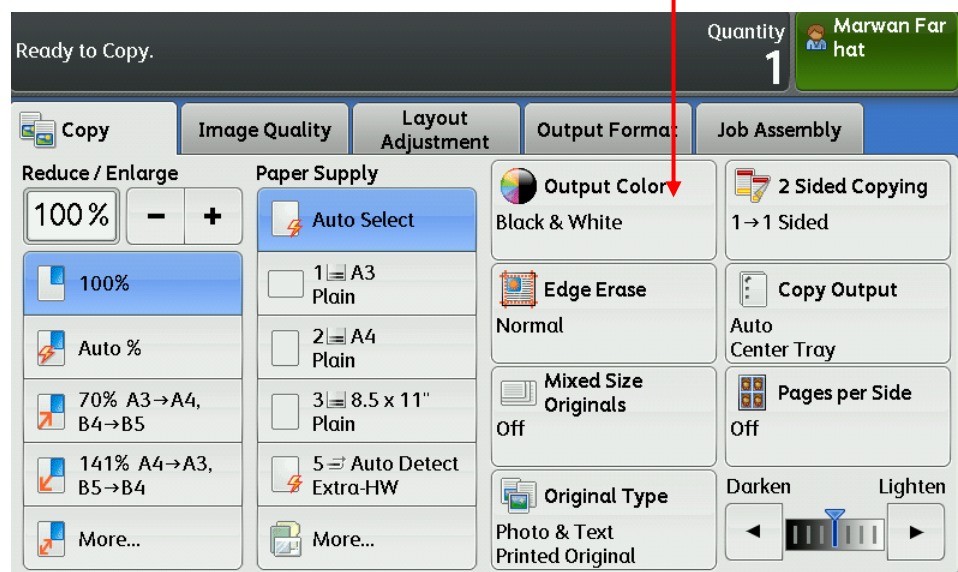 Ready to Copy.
Quantity
1
Marwan Far
hat
Copy
Image Quality
Layout
Adjustment
Output Format
Job Assembly
Reduce / Enlarge
100%
−
+
100%
Auto %
70% A3→A4,
B4→B5
141% A4→A3,
B5→B4
More...
Paper Supply
Auto Select
1 A3
Plain
2 A4
Plain
3 8.5 x 11"
Plain
5 Auto Detect
Extra-HW
More...
Output Color
Black & White
Edge Erase
Normal
Mixed Size
Originals
Off
Original Type
Photo & Text
Printed Original
2 Sided Copying
1→1 Sided
Copy Output
Auto
Center Tray
Pages per Side
Off
Darken Lighten